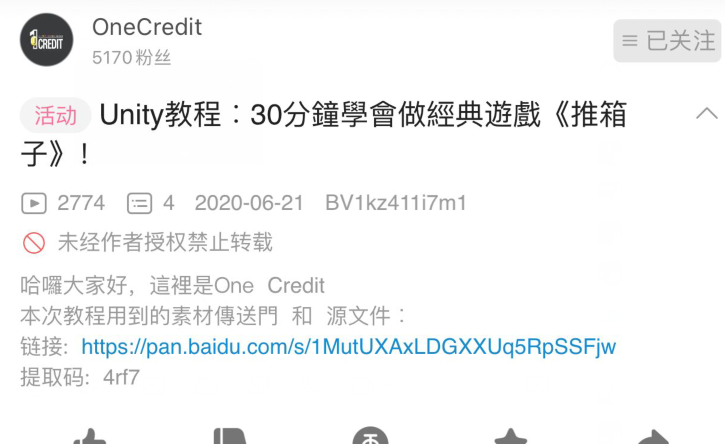 CREDIT
OneCredit
5170粉丝
已关注
活动 Unity教程：30分鐘學會做經典遊戲《推箱
子》!
2774 4 2020-06-21 BV1kz411i7m1
未经作者授权禁止转载
哈囉大家好，這裡是One Credit
本次教程用到的素材傳送門 和 源文件：
链接: https://pan.baidu.com/s/1MutUXAxLDGXXUq5RpSSFjw
提取码: 4rf7